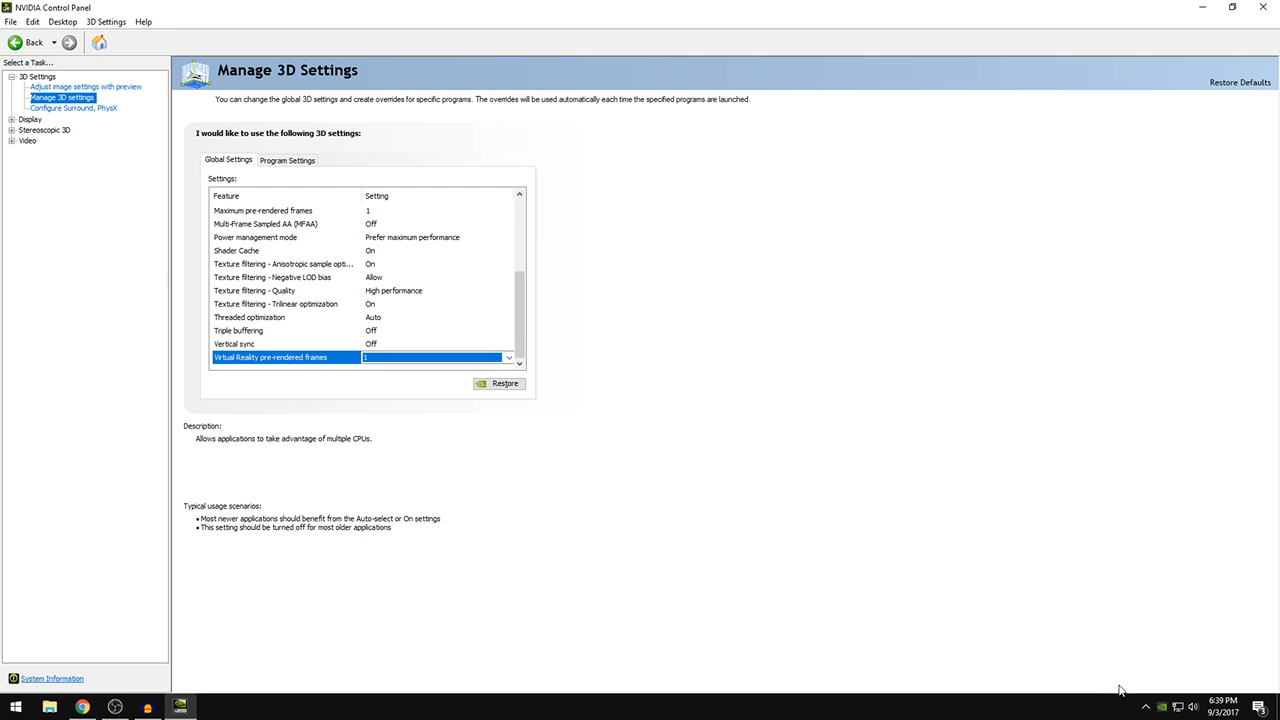 NVIDIA Control Panel
File Edit Desktop 3D Settings Help
Back
Select a Task...
3D Settings
Adjust image settings with preview
Manage 3D settings
Configure Surround, PhysX
Display
Stereoscopic 3D
Video
System Information
Manage 3D Settings
Restore Defaults
You can change the global 3D settings and create overrides for specific programs. The overrides will be used automatically each time the specified programs are launched.
I would like to use the following 3D settings:
Global Settings Program Settings
Settings:
Feature Setting
Maximum pre-rendered frames 1
Multi-Frame Sampled AA (MFAA) Off
Power management mode Prefer maximum performance
Shader Cache On
Texture filtering - Anisotropic sample opti... On
Texture filtering - Negative LOD bias Allow
Texture filtering - Quality High performance
Texture filtering - Trilinear optimization On
Threaded optimization Auto
Triple buffering Off
Vertical sync Off
Virtual Reality pre-rendered frames 1
Restore
Description:
Allows applications to take advantage of multiple CPUs.
Typical usage scenarios:
• Most newer applications should benefit from the Auto-select or On settings
• This setting should be turned off for most older applications
6:39 PM
9/3/2017
3